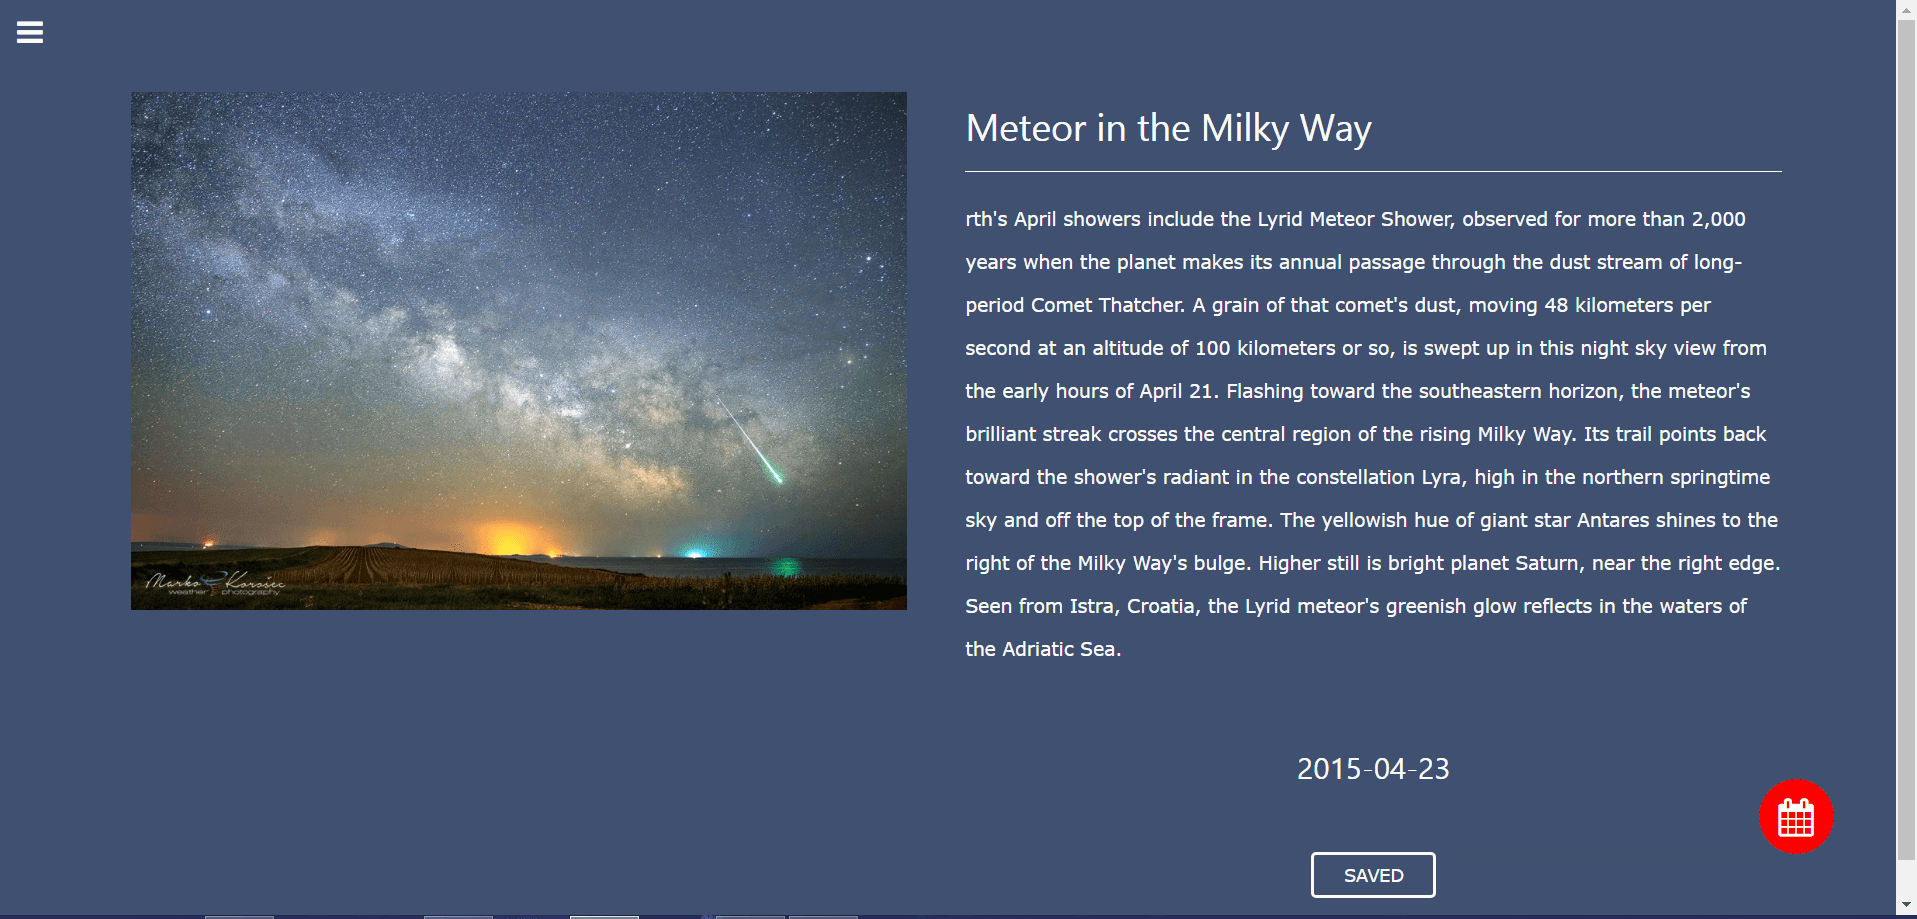 Meteor in the Milky Way
rth's April showers include the Lyrid Meteor Shower, observed for more than 2,000
years when the planet makes its annual passage through the dust stream of long-
period Comet Thatcher. A grain of that comet's dust, moving 48 kilometers per
second at an altitude of 100 kilometers or so, is swept up in this night sky view from
the early hours of April 21. Flashing toward the southeastern horizon, the meteor's
brilliant streak crosses the central region of the rising Milky Way. Its trail points back
toward the shower's radiant in the constellation Lyra, high in the northern springtime
sky and off the top of the frame. The yellowish hue of giant star Antares shines to the
right of the Milky Way's bulge. Higher still is bright planet Saturn, near the right edge.
Seen from Istra, Croatia, the Lyrid meteor's greenish glow reflects in the waters of
the Adriatic Sea.
Marko Korošec
weather photography
2015-04-23
SAVED